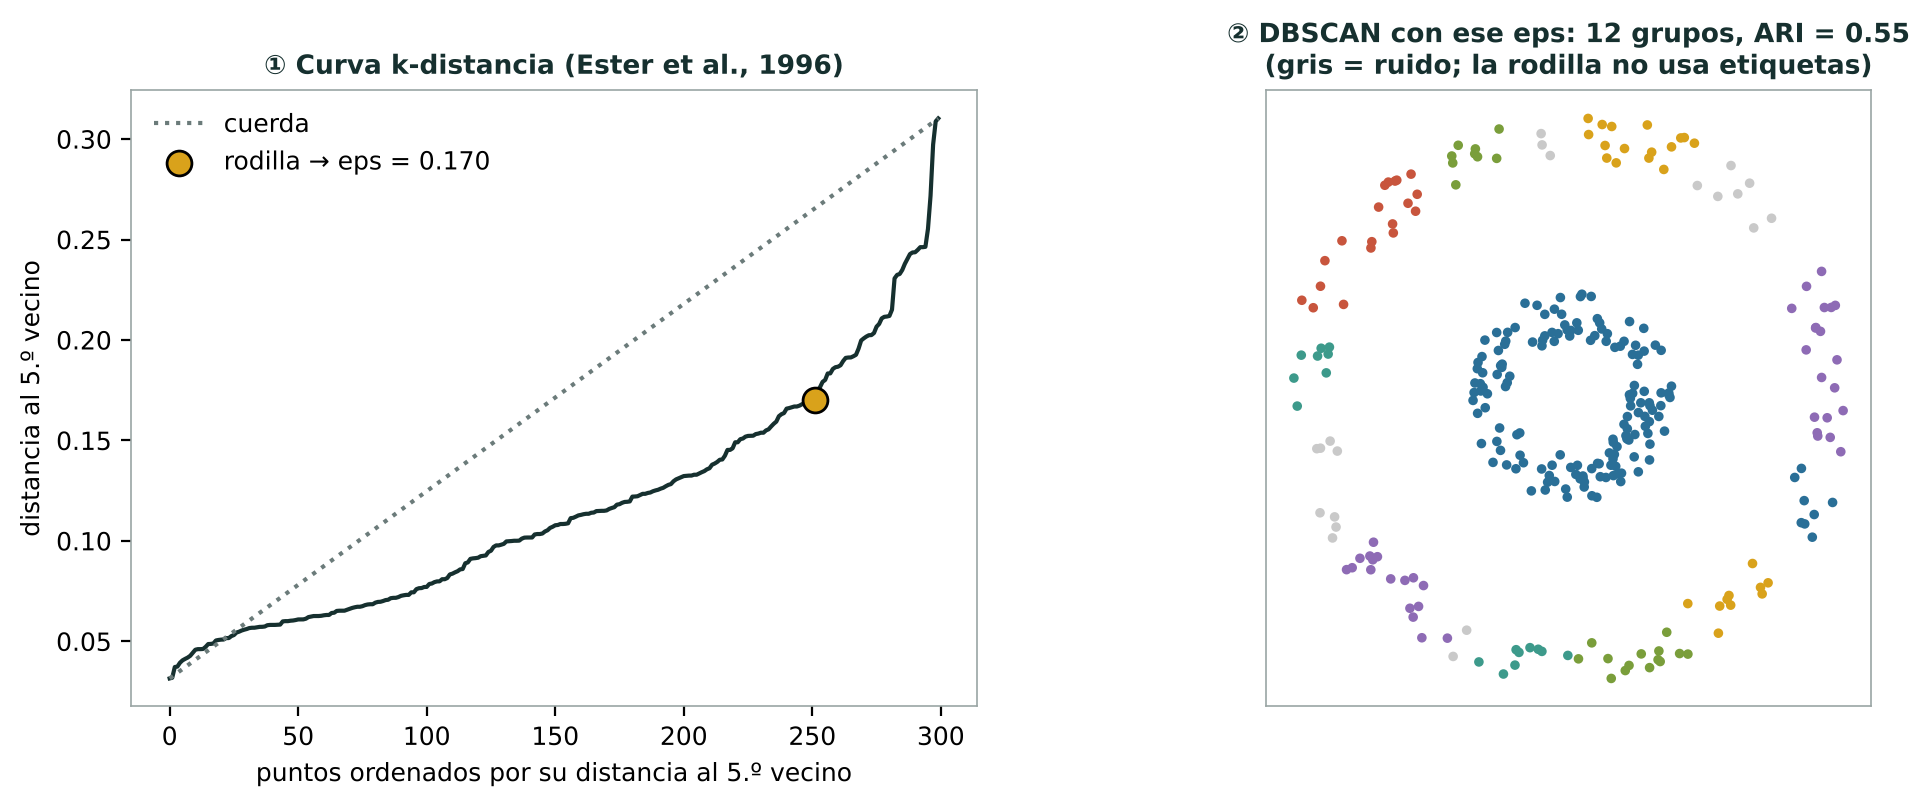 ① Curva k-distancia (Ester et al., 1996)
cuerda
rodilla → eps = 0.170
0.30
0.25
0.20
0.15
0.10
0.05
distancia al 5.º vecino
0 50 100 150 200 250 300
puntos ordenados por su distancia al 5.º vecino
② DBSCAN con ese eps: 12 grupos, ARI = 0.55
(gris = ruido; la rodilla no usa etiquetas)